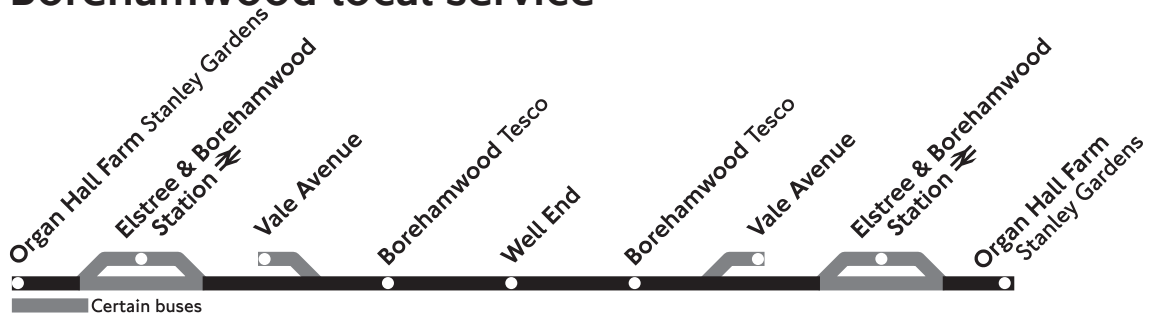 Borehamwood local service
Organ Hall Farm Stanley Gardens
Elstree & Borehamwood
Station
Vale Avenue
Borehamwood Tesco
Well End
Borehamwood Tesco
Vale Avenue
Elstree & Borehamwood
Station
Organ Hall Farm
Stanley Gardens
Certain buses